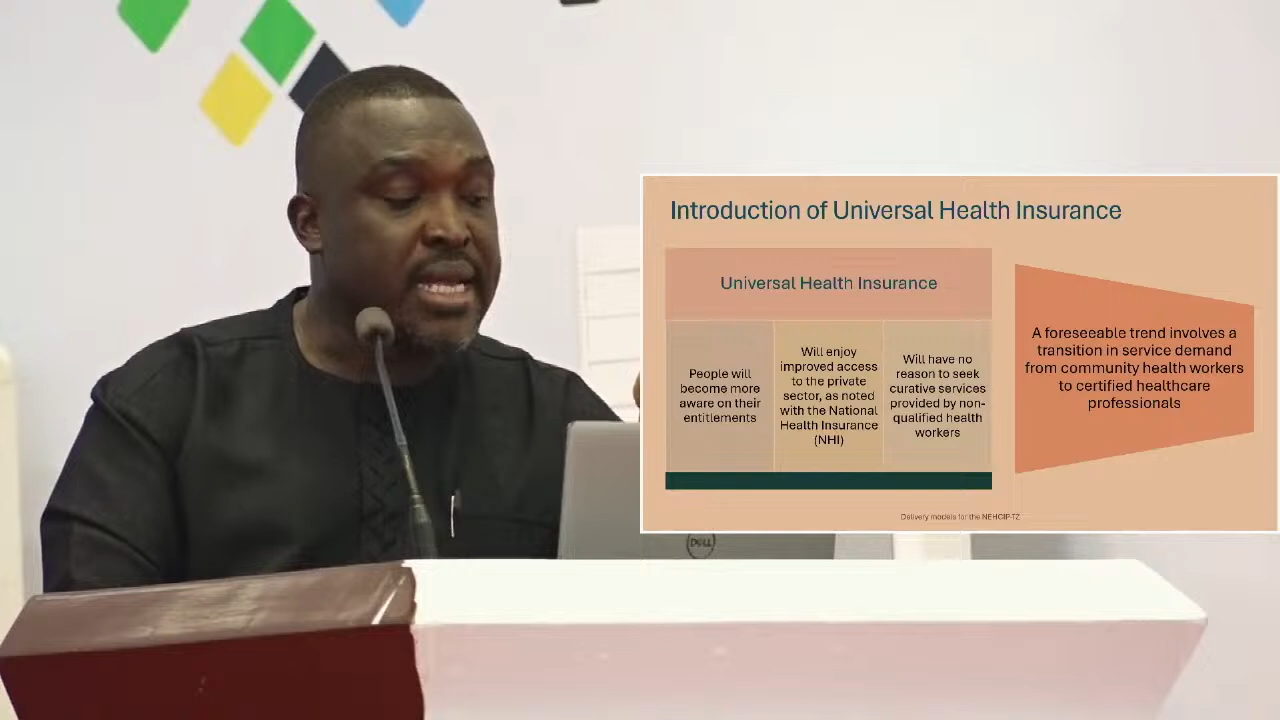 Introduction of Universal Health Insurance
Universal Health Insurance
People will
become more
aware on their
entitlements
Will enjoy
improved access
to the private
sector, as noted
with the National
Health Insurance
(NHI)
Will have no
reason to seek
curative services
provided by non-
qualified health
workers
A foreseeable trend involves a
transition in service demand
from community health workers
to certified healthcare
professionals
Delivery models for the NEHCIP-TZ
DELL